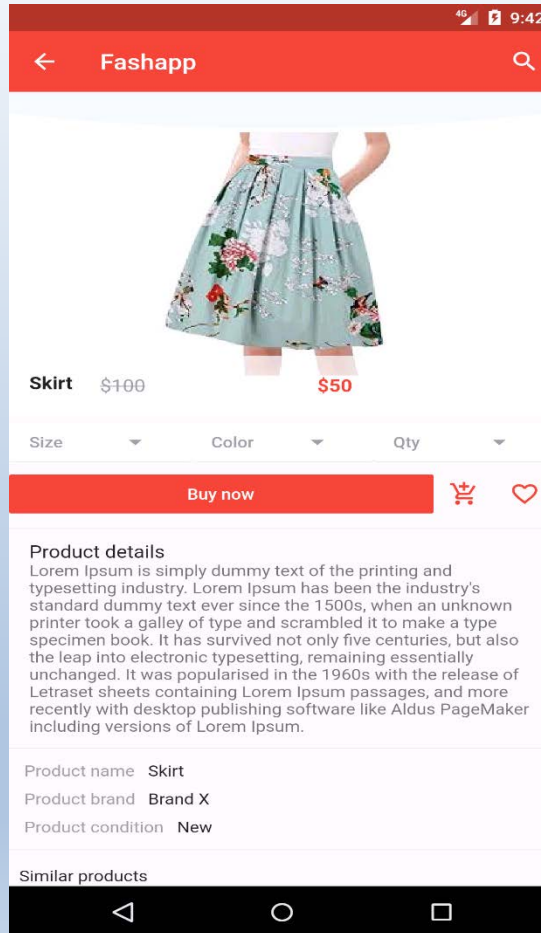 4G 9:42
Fashapp
Skirt $100 $50
Size Color Qty
Buy now
Product details
Lorem Ipsum is simply dummy text of the printing and
typesetting industry. Lorem Ipsum has been the industry's
standard dummy text ever since the 1500s, when an unknown
printer took a galley of type and scrambled it to make a type
specimen book. It has survived not only five centuries, but also
the leap into electronic typesetting, remaining essentially
unchanged. It was popularised in the 1960s with the release of
Letraset sheets containing Lorem Ipsum passages, and more
recently with desktop publishing software like Aldus PageMaker
including versions of Lorem Ipsum.
Product name Skirt
Product brand Brand X
Product condition New
Similar products